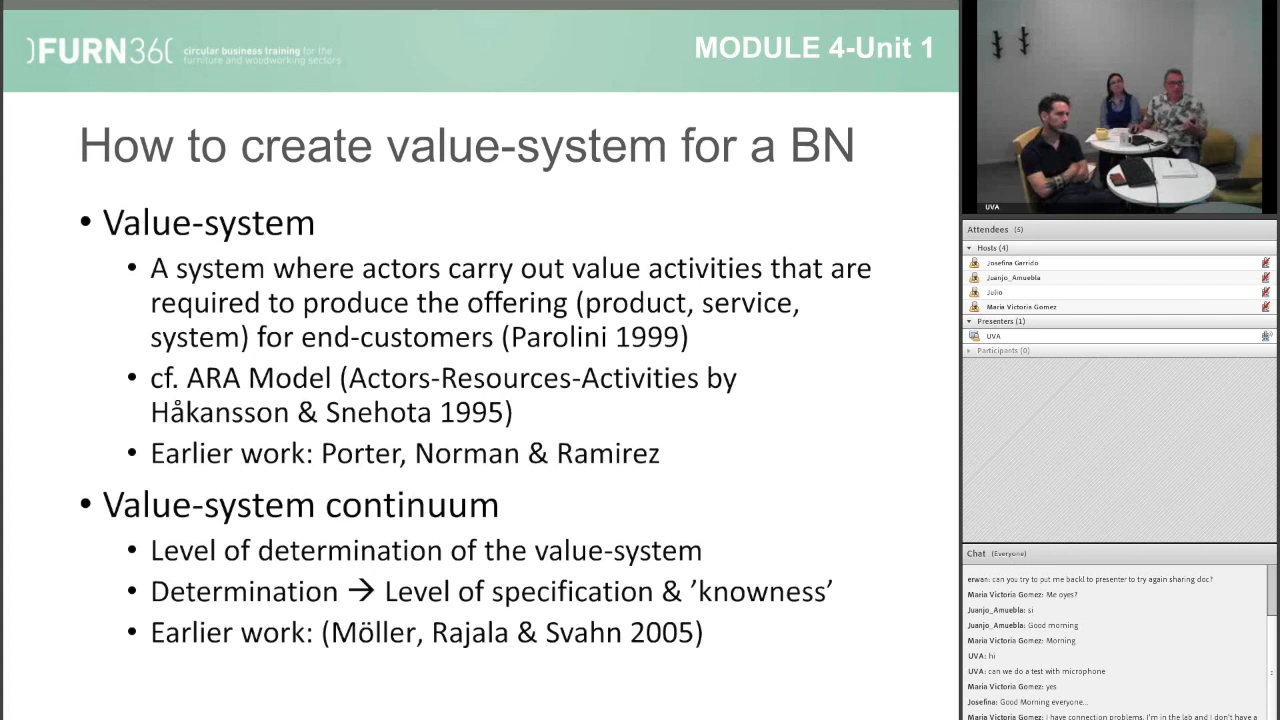 )FURN36(
circular business training for the
furniture and woodworking sectors
MODULE 4-Unit 1
How to create value-system for a BN
• Value-system
• A system where actors carry out value activities that are
required to produce the offering (product, service,
system) for end-customers (Parolini 1999)
• cf. ARA Model (Actors-Resources-Activities by
Håkansson & Snehota 1995)
• Earlier work: Porter, Norman & Ramirez
• Value-system continuum
• Level of determination of the value-system
• Determination → Level of specification & ’knowness’
• Earlier work: (Möller, Rajala & Svahn 2005)
UVA
Attendees (5)
Hosts (4)
Josefina Garrido
Juanjo_Amuebla
Julio
Maria Victoria Gomez
Presenters (1)
UVA
Participants (0)
Chat (Everyone)
erwan: can you try to put me backl to presenter to try again sharing doc?
Maria Victoria Gomez: Me oyes?
Juanjo_Amuebla: si
Juanjo_Amuebla: Good morning
Maria Victoria Gomez: Morning
UVA: hi
UVA: can we do a test with microphone
Maria Victoria Gomez: yes
Josefina: Good Morning everyone...
Maria Victoria Gomez: I have connection problems. I'm in the lab and I don't have a